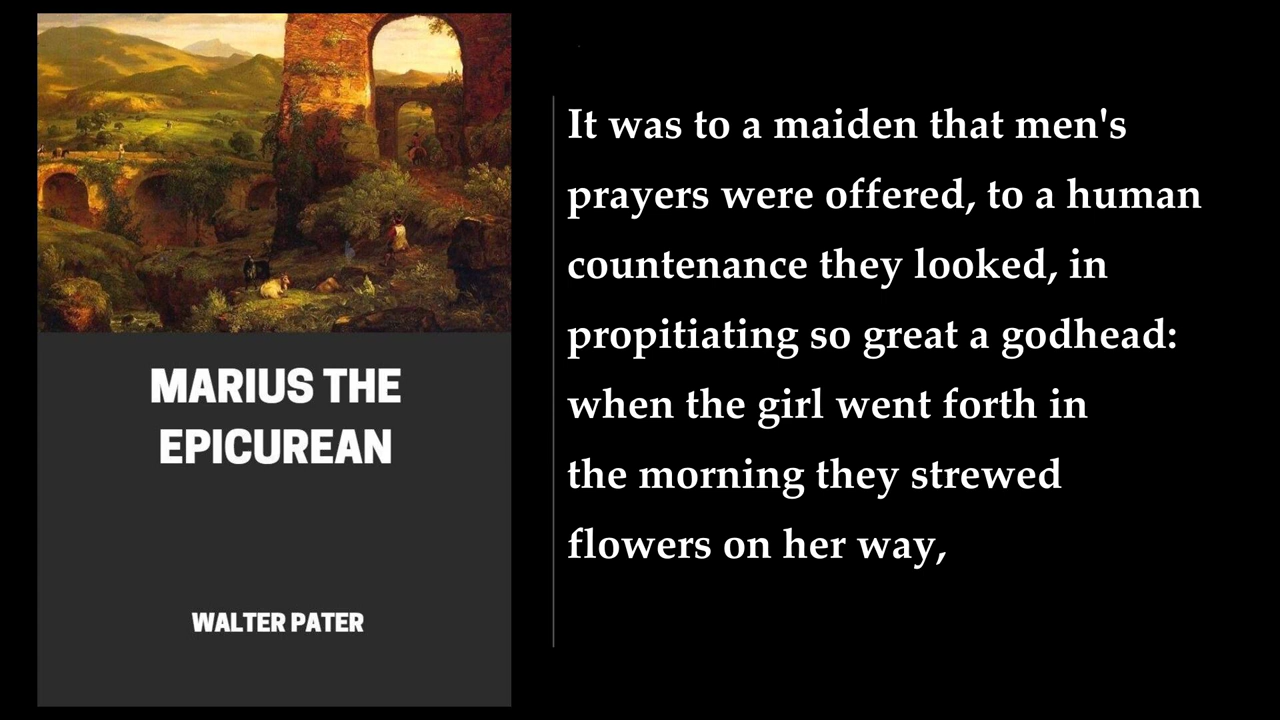 MARIUS THE
EPICUREAN
WALTER PATER
It was to a maiden that men's
prayers were offered, to a human
countenance they looked, in
propitiating so great a godhead:
when the girl went forth in
the morning they strewed
flowers on her way,